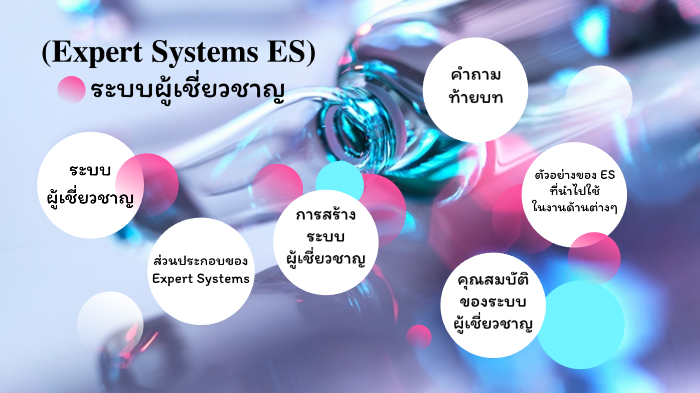 (Expert Systems ES)
ระบบผู้เชี่ยวชาญ
คำถาม
ท้ายบท
ระบบ
ผู้เชี่ยวชาญ
ส่วนประกอบของ
Expert Systems
การสร้าง
ระบบ
ผู้เชี่ยวชาญ
คุณสมบัติ
ของระบบ
ผู้เชี่ยวชาญ
ตัวอย่างของ ES
ที่นำไปใช้
ในงานด้านต่างๆ